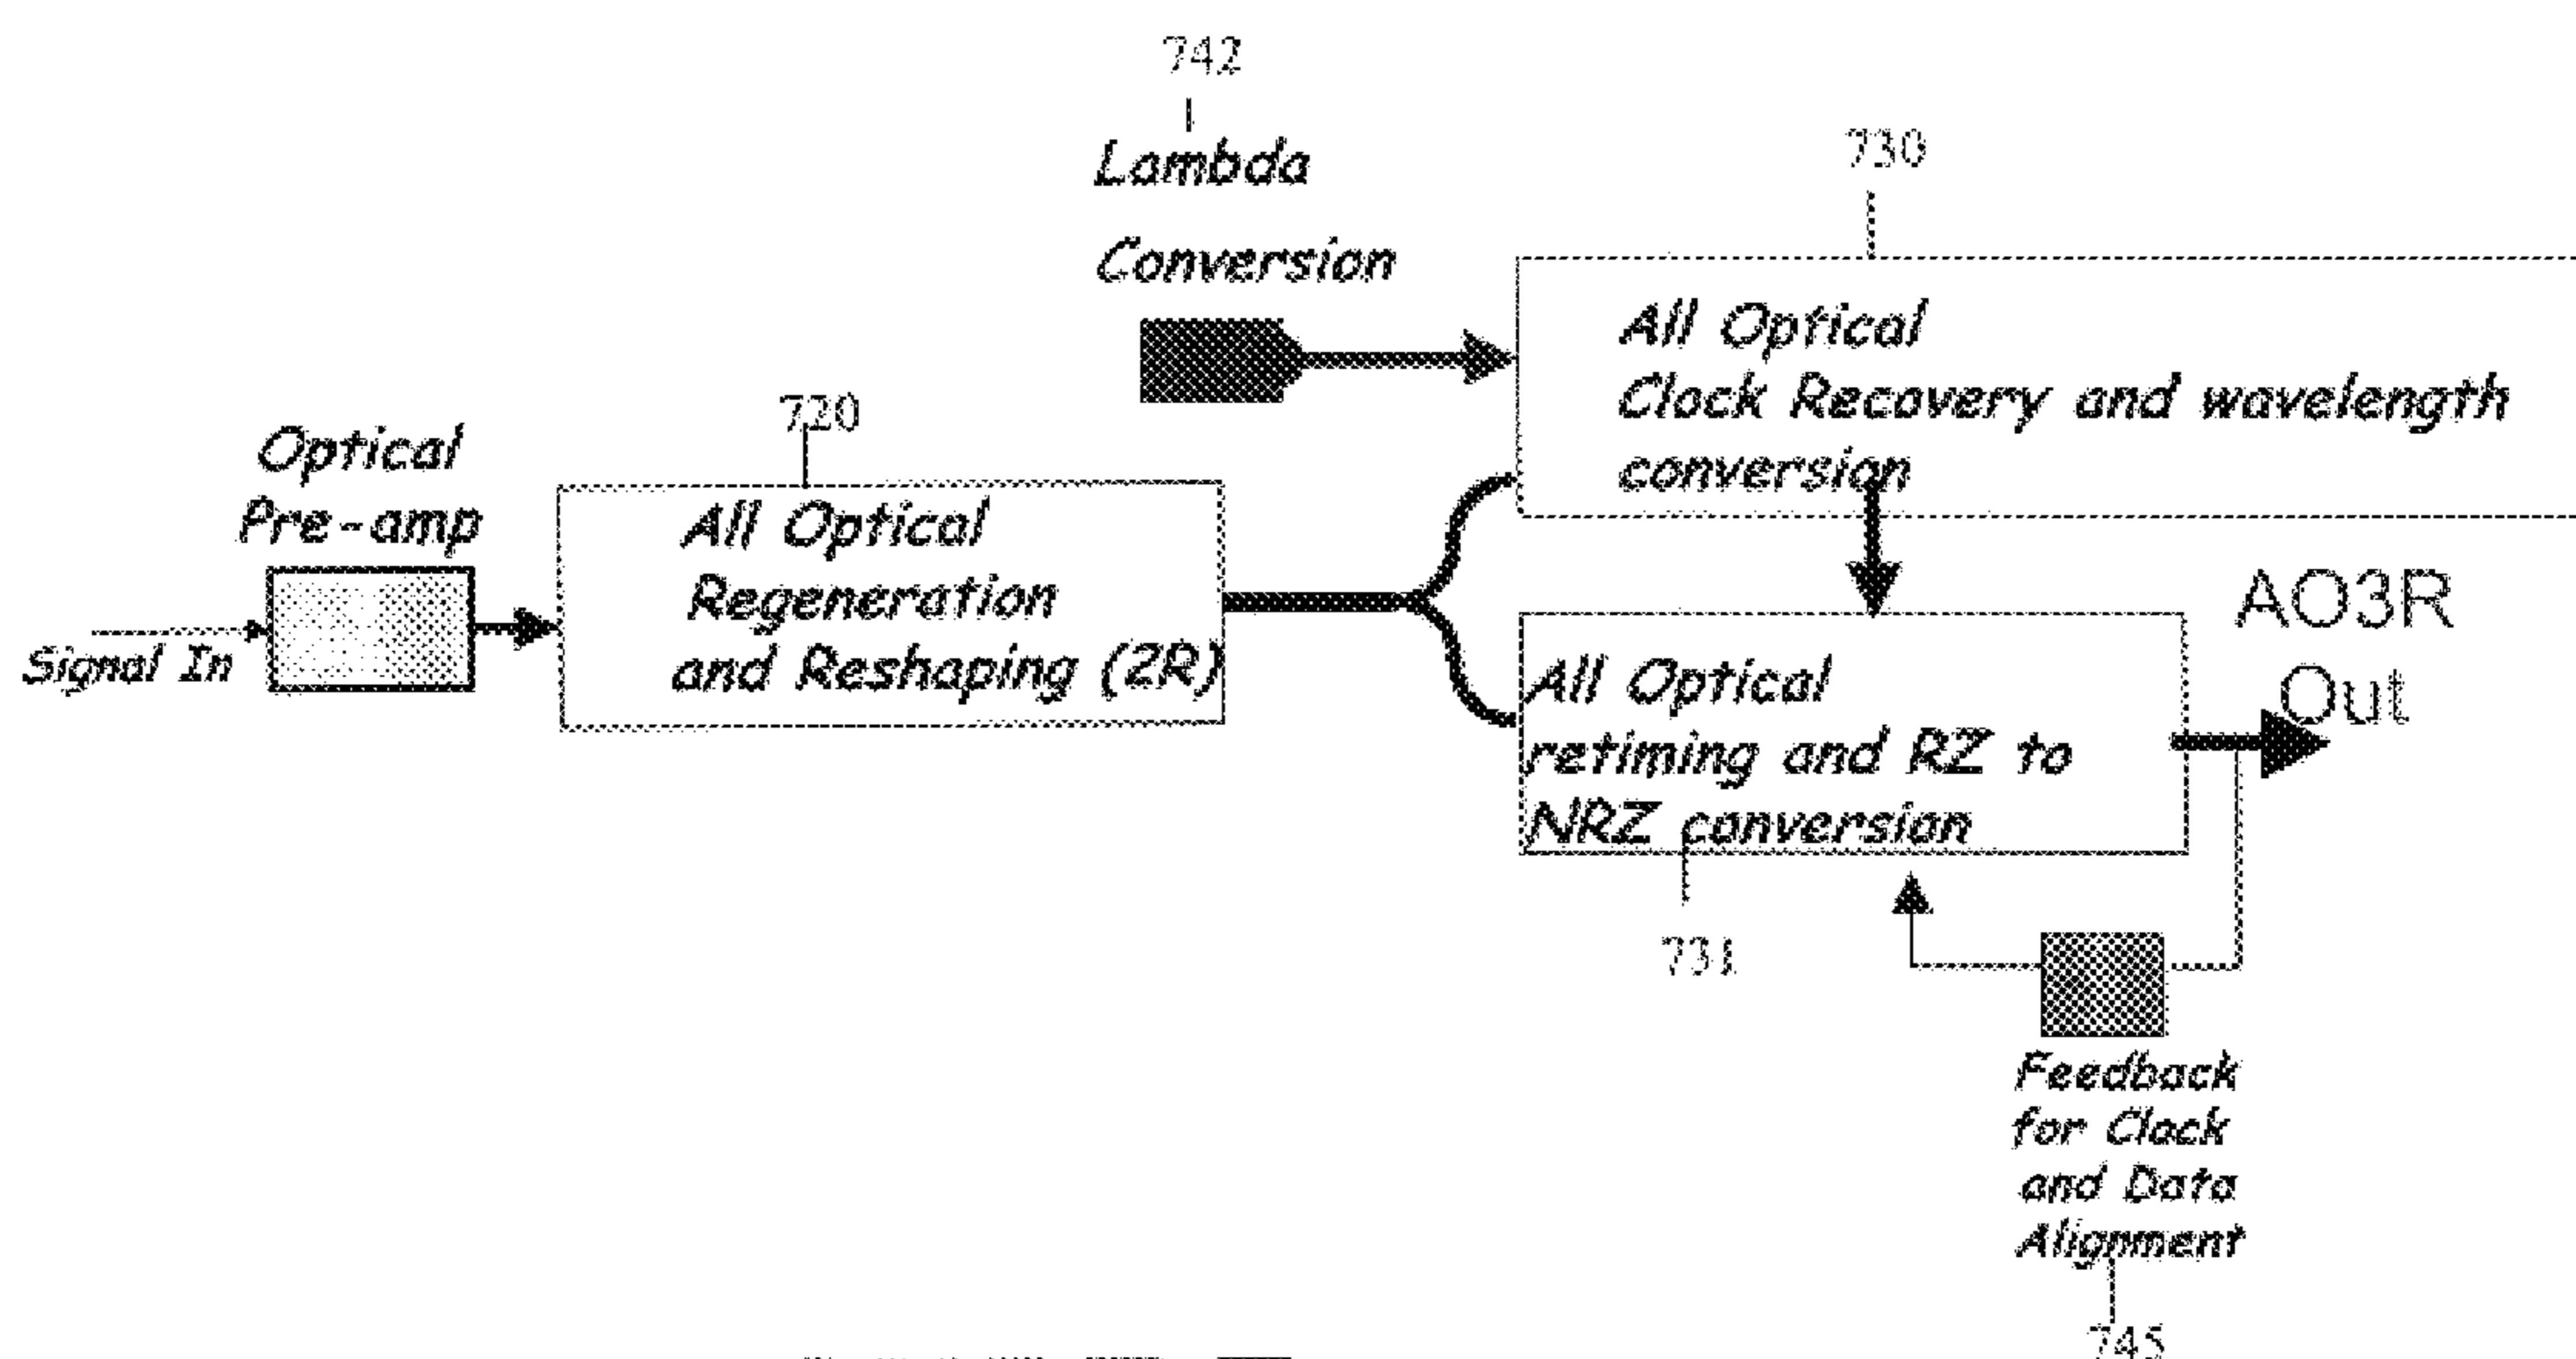 742
Lambda
Conversion
730
All Optical
Clock Recovery and wavelength
conversion
720
Optical
Pre-amp
Signal In
All Optical
Regeneration
and Reshaping (2R)
All Optical
retiming and RZ to
NRZ conversion
731
AO3R
Out
Feedback
for Clock
and Data
Alignment
745